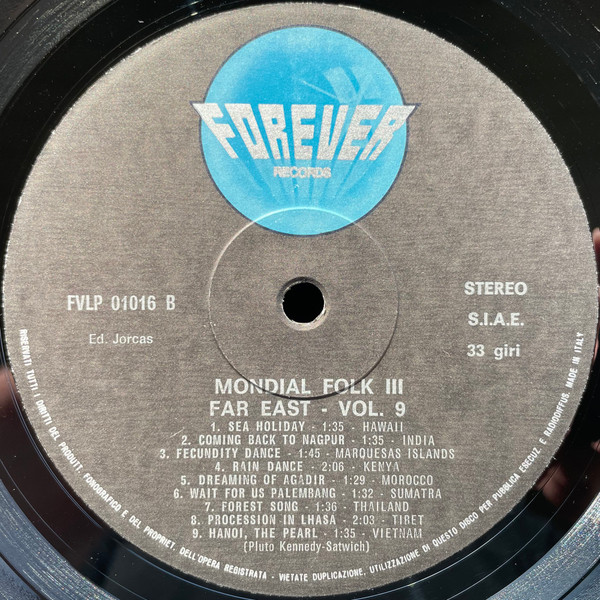 FOREVER
RECORDS
FVLP 01016 B
Ed. Jorcas
STEREO
S.I.A.E.
33 giri
MONDIAL FOLK III
FAR EAST - VOL. 9
1. SEA HOLIDAY - 1:35 - HAWAII
2. COMING BACK TO NAGPUR - 1:35 - INDIA
3. FECUNDITY DANCE - 1:45 - MARQUESAS ISLANDS
4. RAIN DANCE - 2:06 - KENYA
5. DREAMING OF AGADIR - 1:29 - MOROCCO
6. WAIT FOR US PALEMBANG - 1:32 - SUMATRA
7. FOREST SONG - 1:36 - THAILAND
8. PROCESSION IN LHASA - 2:03 - TIBET
9. HANOI, THE PEARL - 1:35 - VIETNAM
(Pluto Kennedy-Satwich)
RISERVATI TUTTI I DIRITTI DEL PRODUTT. FONOGRAFICO E DEL PROPRIET. DELL'OPERA REGISTRATA - VIETATE DUPLICAZIONE, UTILIZZAZIONE DI QUESTO DISCO PER PUBBLICA ESECUZ. E RADIODIFFUS. MADE IN ITALY